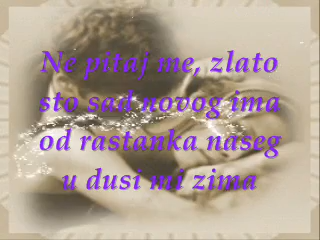 Ne pitaj me, zlato
sto sad novog ima
od rastanka naseg
u dusi mi zima